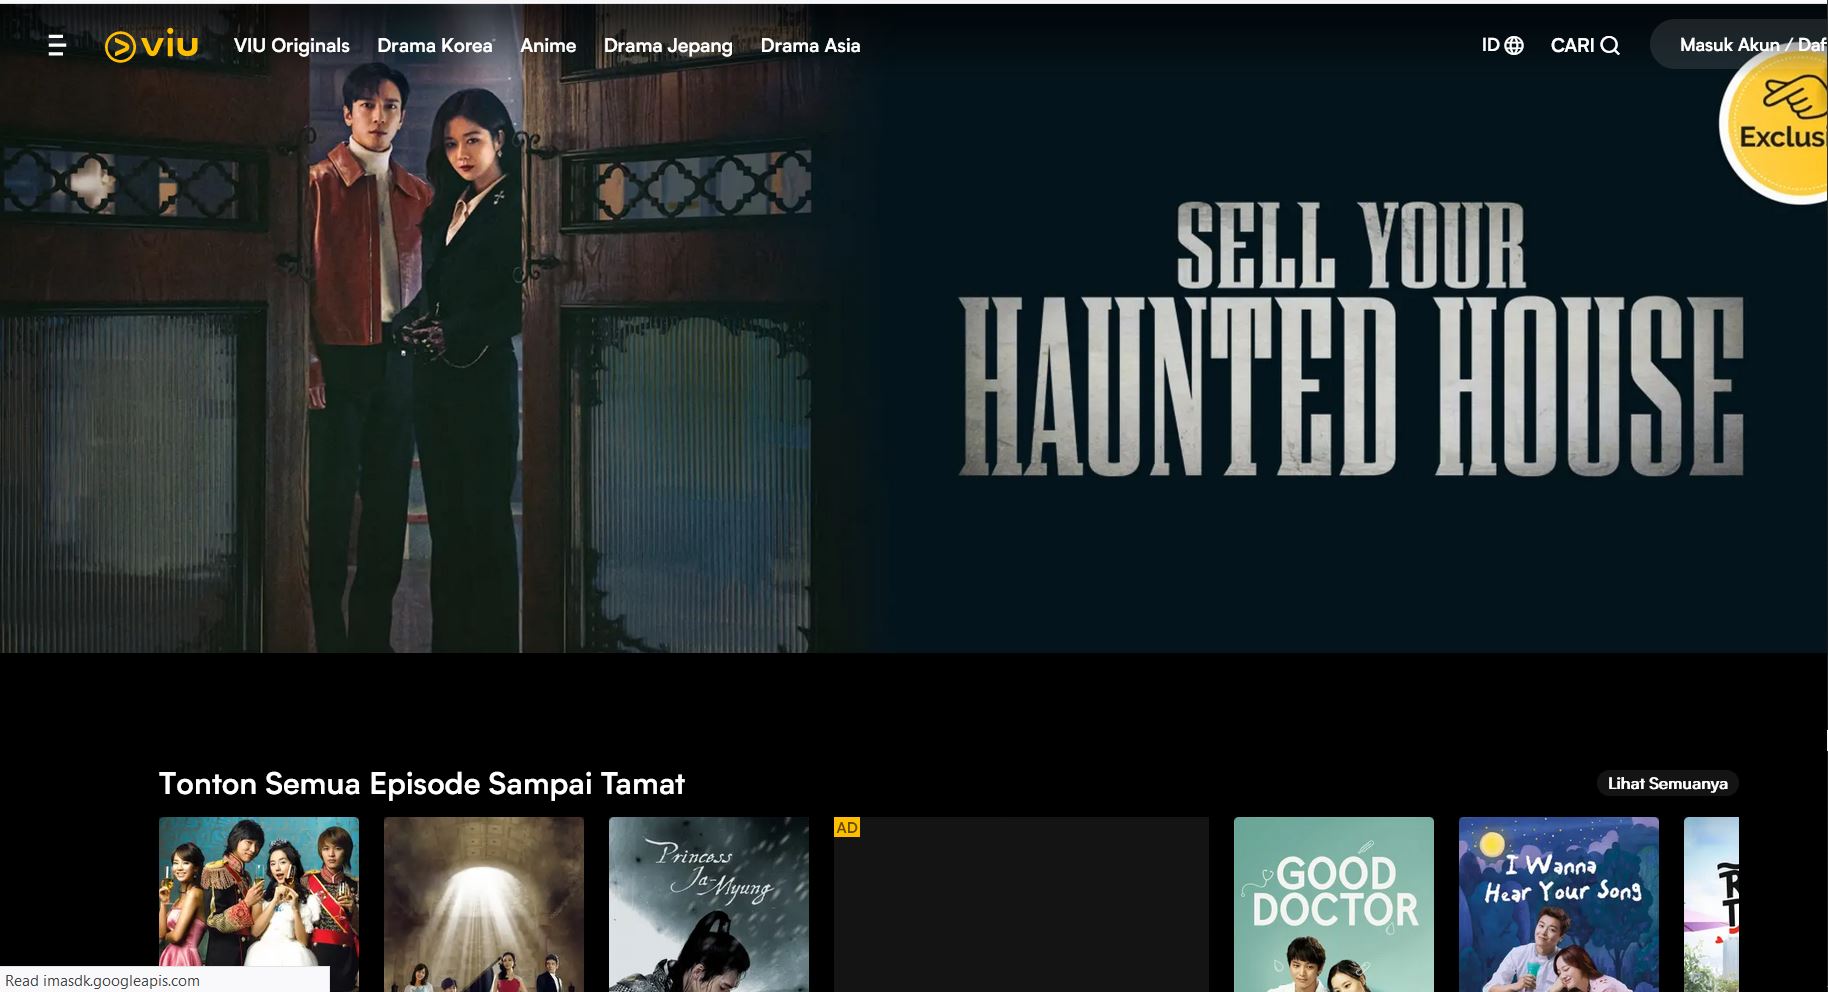 viu
VIU Originals
Drama Korea
Anime
Drama Jepang
Drama Asia
ID
CARI
Masuk Akun / Daf
Exclusi
SELL YOUR
HAUNTED HOUSE
Tonton Semua Episode Sampai Tamat
Lihat Semuanya
Princess
Ja-Myung
AD
GOOD
DOCTOR
I Wanna
Hear Your Song
Read imasdk.googleapis.com